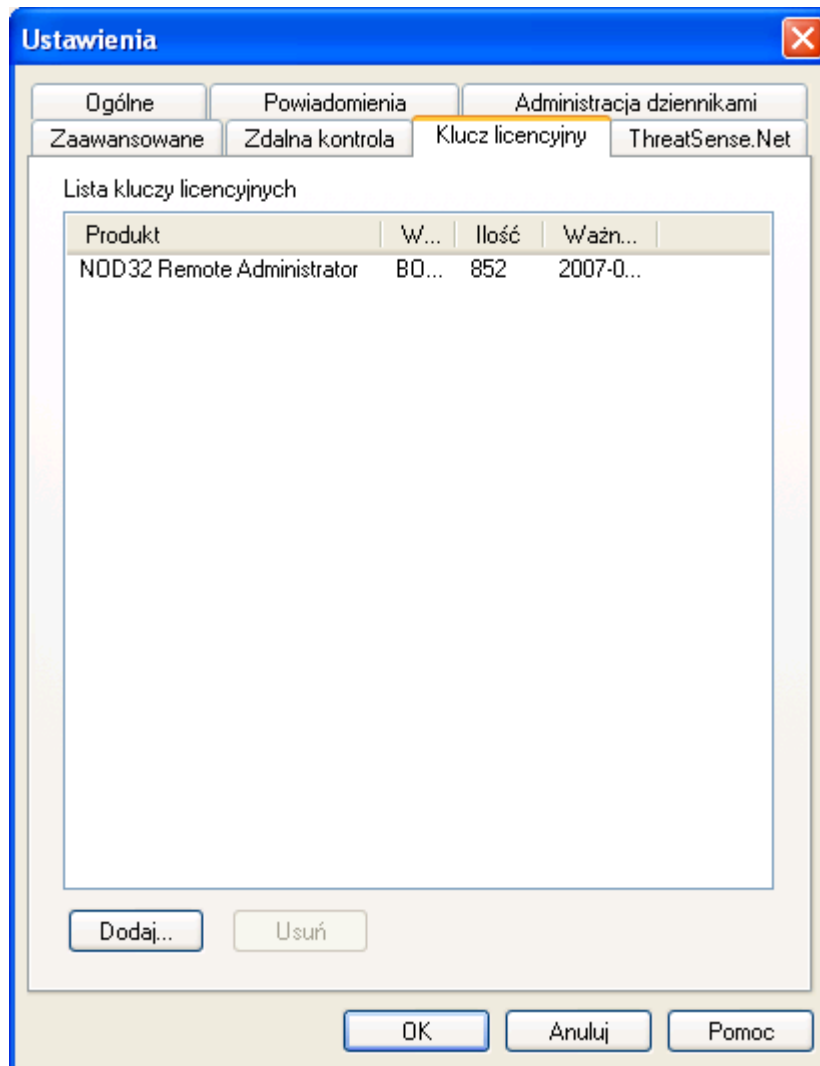 Ustawienia
Ogólne Powiadomienia Administracja dziennikami
Zaawansowane Zdalna kontrola Klucz licencyjny ThreatSense.Net
Lista kluczy licencyjnych
Produkt W... Ilość Ważn...
NOD32 Remote Administrator BO... 852 2007-0...
Dodaj... Usuń
OK Anuluj Pomoc